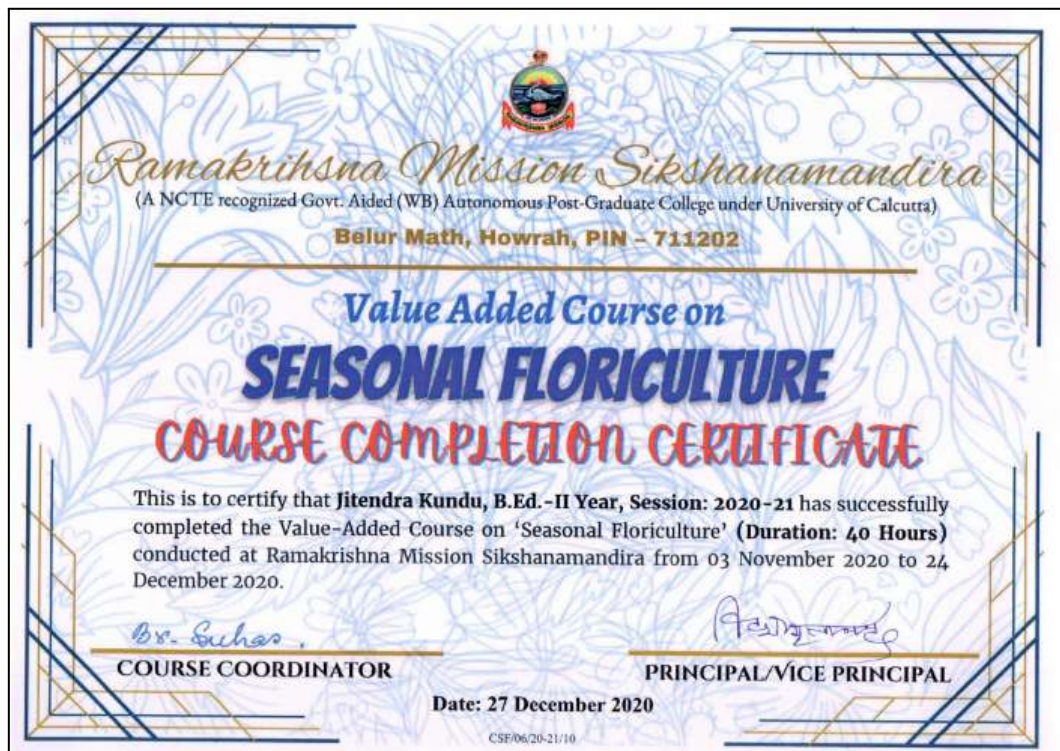 Ramakrihsna Mission Sikshanamandira
(A NCTE recognized Govt. Aided (WB) Autonomous Post-Graduate College under University of Calcutta)
Belur Math, Howrah, PIN – 711202
Value Added Course on
SEASONAL FLORICULTURE
COURSE COMPLETION CERTIFICATE
This is to certify that Jitendra Kundu, B.Ed.-II Year, Session: 2020-21 has successfully
completed the Value-Added Course on ‘Seasonal Floriculture’ (Duration: 40 Hours)
conducted at Ramakrishna Mission Sikshanamandira from 03 November 2020 to 24
December 2020.
Br. Suhas.
COURSE COORDINATOR
PRINCIPAL/VICE PRINCIPAL
Date: 27 December 2020
CSF/06/20-21/10